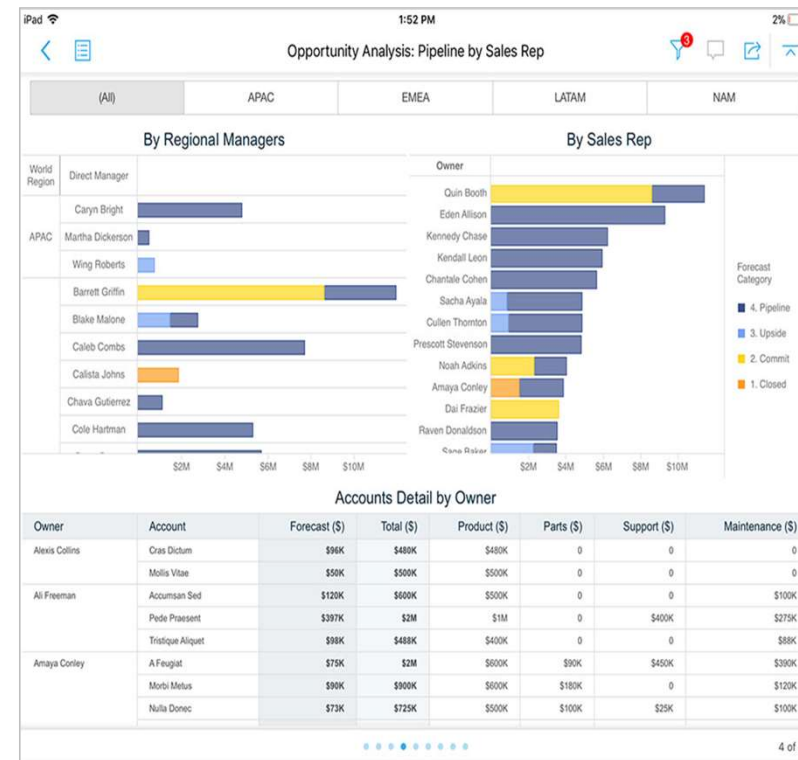 iPad 1:52 PM 2%
Opportunity Analysis: Pipeline by Sales Rep 3
(All) APAC EMEA LATAM NAM
By Regional Managers
World Region Direct Manager
APAC
Caryn Bright
Martha Dickerson
Wing Roberts
Barrett Griffin
Blake Malone
Caleb Combs
Calista Johns
Chava Gutierrez
Cole Hartman
$2M $4M $6M $8M $10M
By Sales Rep
Owner
Quin Booth
Eden Allison
Kennedy Chase
Kendall Leon
Chantale Cohen
Sacha Ayala
Cullen Thornton
Prescott Stevenson
Noah Adkins
Amaya Conley
Dai Frazier
Raven Donaldson
Sage Baker
$2M $4M $6M $8M $10M
Forecast
Category
4. Pipeline
3. Upside
2. Commit
1. Closed
Accounts Detail by Owner
Owner Account Forecast ($) Total ($) Product ($) Parts ($) Support ($) Maintenance ($)
Alexis Collins Cras Dictum $96K $480K $480K 0 0 0
Mollis Vitae $50K $500K $500K 0 0 0
Ali Freeman Accumsan Sed $120K $600K $500K 0 0 $100K
Pede Praesent $397K $2M $1M 0 $400K $275K
Tristique Aliquet $98K $488K $400K 0 0 $88K
Amaya Conley A Feugiat $75K $2M $600K $90K $450K $390K
Morbi Metus $90K $900K $600K $180K 0 $120K
Nulla Donec $73K $725K $500K $100K $25K $100K
4 of